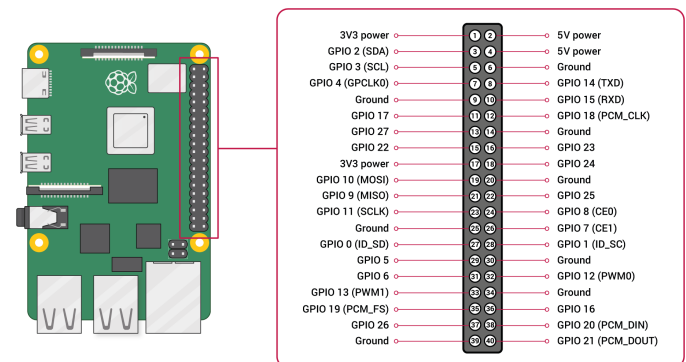 3V3 power 1 2 5V power
GPIO 2 (SDA) 3 4 5V power
GPIO 3 (SCL) 5 6 Ground
GPIO 4 (GPCLK0) 7 8 GPIO 14 (TXD)
Ground 9 10 GPIO 15 (RXD)
GPIO 17 11 12 GPIO 18 (PCM_CLK)
GPIO 27 13 14 Ground
GPIO 22 15 16 GPIO 23
3V3 power 17 18 GPIO 24
GPIO 10 (MOSI) 19 20 Ground
GPIO 9 (MISO) 21 22 GPIO 25
GPIO 11 (SCLK) 23 24 GPIO 8 (CE0)
Ground 25 26 GPIO 7 (CE1)
GPIO 0 (ID_SD) 27 28 GPIO 1 (ID_SC)
GPIO 5 29 30 Ground
GPIO 6 31 32 GPIO 12 (PWM0)
GPIO 13 (PWM1) 33 34 Ground
GPIO 19 (PCM_FS) 35 36 GPIO 16
GPIO 26 37 38 GPIO 20 (PCM_DIN)
Ground 39 40 GPIO 21 (PCM_DOUT)